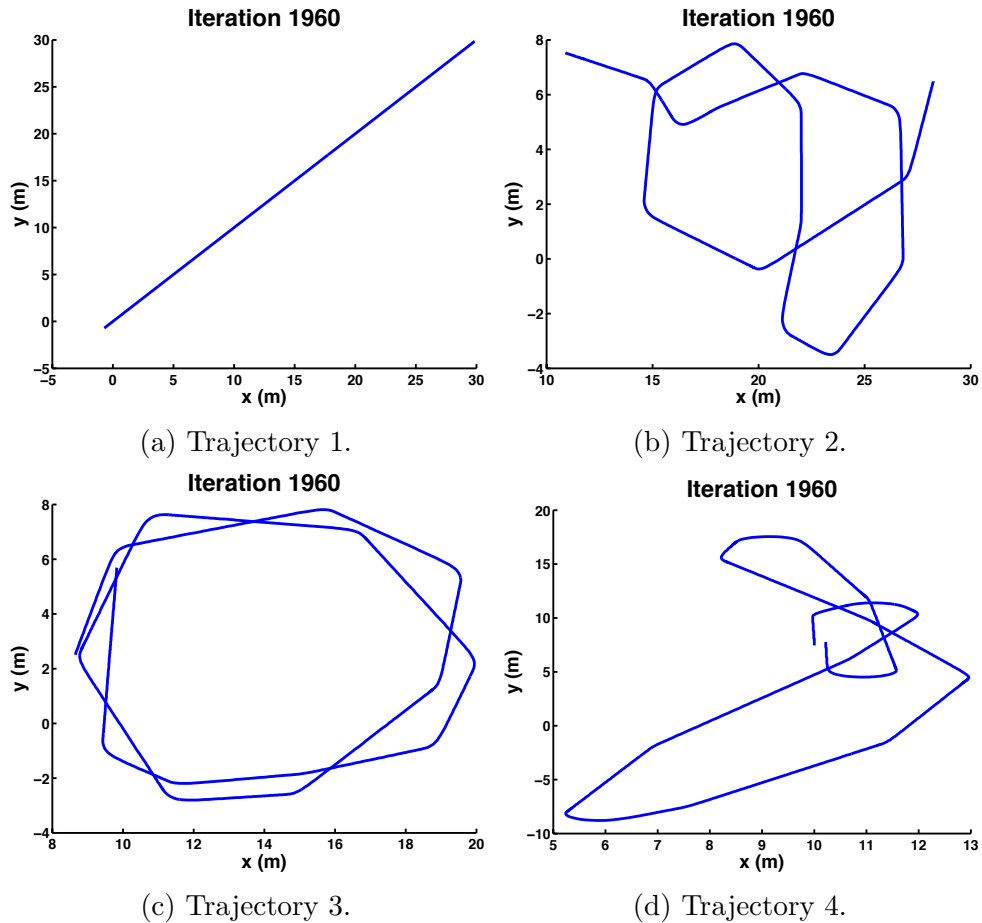 Iteration 1960
30
25
20
15
10
5
0
−5
−5 0 5 10 15 20 25 30
y (m)
x (m)
(a) Trajectory 1.
Iteration 1960
8
6
4
2
0
−2
−4
10 15 20 25 30
y (m)
x (m)
(b) Trajectory 2.
Iteration 1960
8
6
4
2
0
−2
−4
8 10 12 14 16 18 20
y (m)
x (m)
(c) Trajectory 3.
Iteration 1960
20
15
10
5
0
−5
−10
5 6 7 8 9 10 11 12 13
y (m)
x (m)
(d) Trajectory 4.